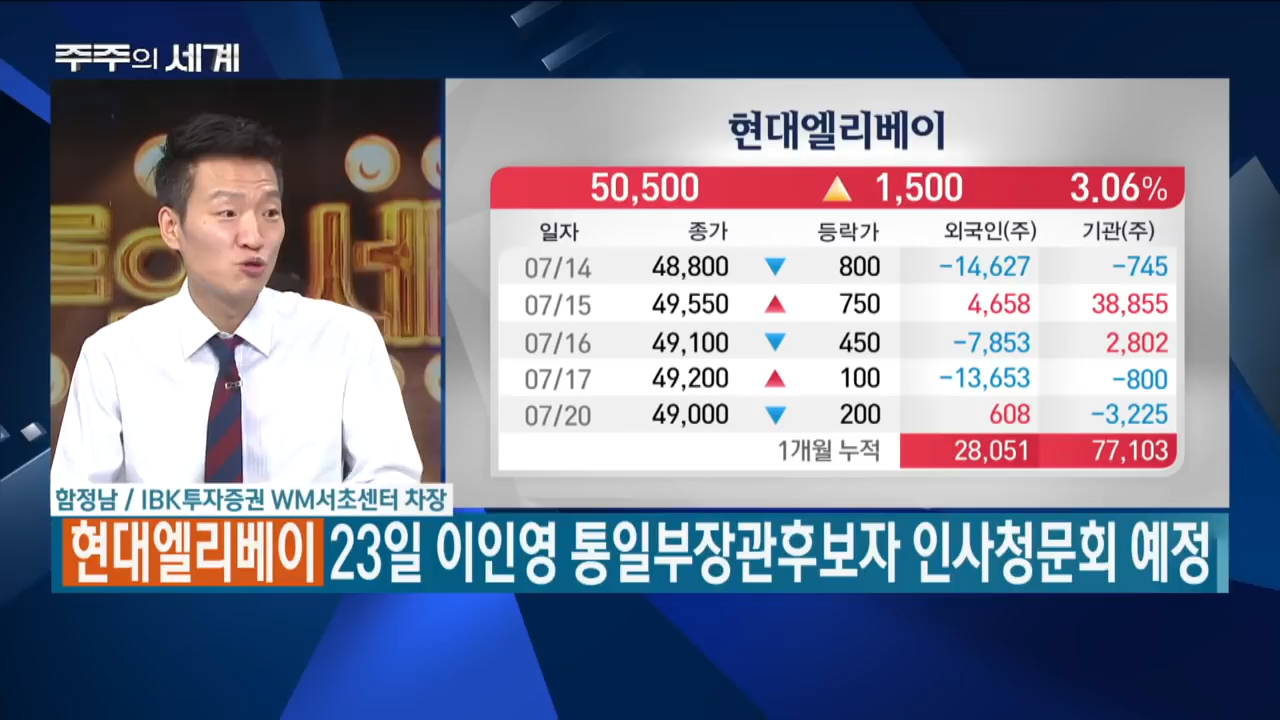 주주의 세계
현대엘리베이
50,500 ▲ 1,500 3.06%
일자 종가 등락가 외국인(주) 기관(주)
07/14 48,800 ▼ 800 -14,627 -745
07/15 49,550 ▲ 750 4,658 38,855
07/16 49,100 ▼ 450 -7,853 2,802
07/17 49,200 ▲ 100 -13,653 -800
07/20 49,000 ▼ 200 608 -3,225
1개월 누적 28,051 77,103
함정남 / IBK투자증권 WM서초센터 차장
현대엘리베이 23일 이인영 통일부장관후보자 인사청문회 예정